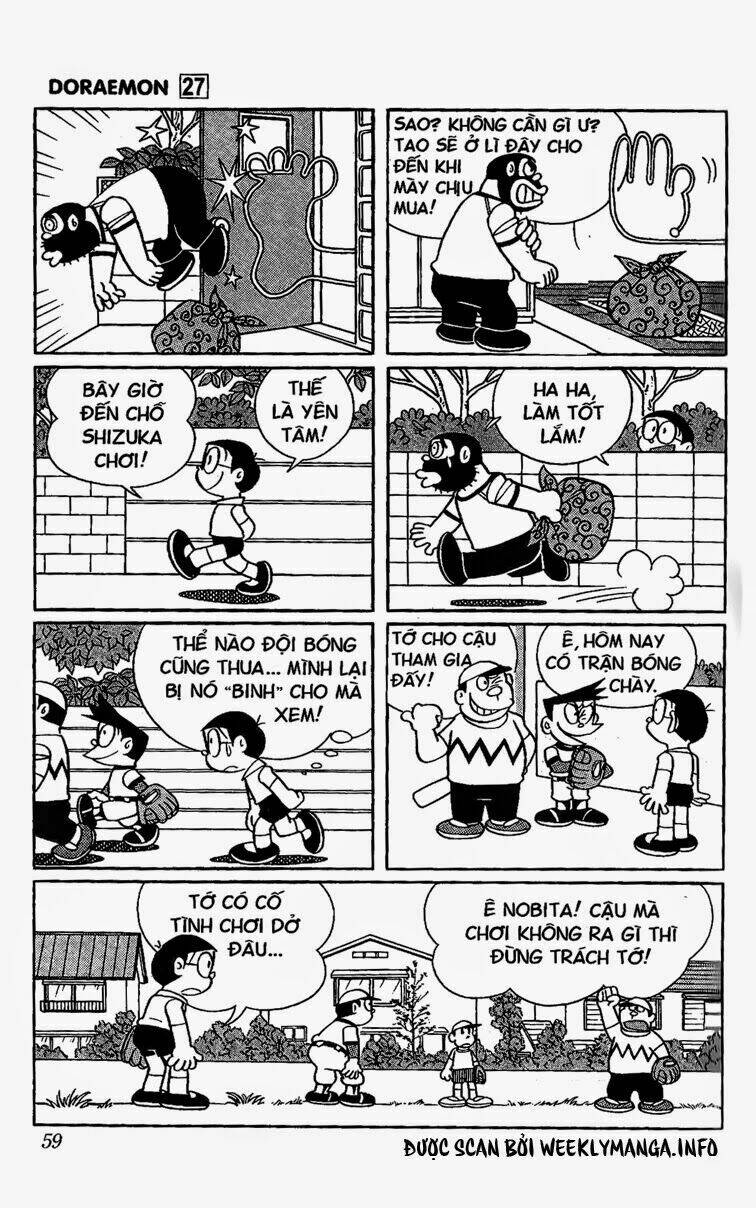 DORAEMON 27
SAO? KHÔNG CẦN GÌ Ư?
TAO SẼ Ở LÌ ĐÂY CHO
ĐẾN KHI
MÀY CHỊU
MUA!
HA HA,
LÀM TỐT
LẮM!
THẾ
LÀ YÊN
TÂM!
BÂY GIỜ
ĐẾN CHỖ
SHIZUKA
CHƠI!
Ê, HÔM NAY
CÓ TRẬN BÓNG
CHÀY.
TỚ CHO CẬU
THAM GIA
ĐẤY!
THỂ NÀO ĐỘI BÓNG
CŨNG THUA... MÌNH LẠI
BỊ NÓ “BINH” CHO MÀ
XEM!
Ê NOBITA! CẬU MÀ
CHƠI KHÔNG RA GÌ THÌ
ĐỪNG TRÁCH TỚ!
TỚ CÓ CỐ
TÌNH CHƠI DỞ
ĐÂU...
59
ĐƯỢC SCAN BỞI WEEKLYMANGA.INFO